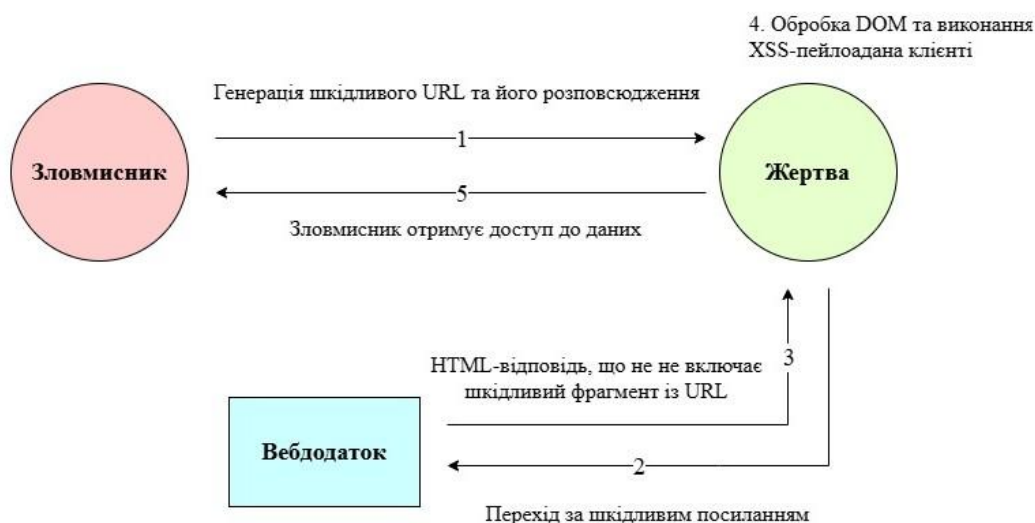 4. Обробка DOM та виконання
XSS-пейлоадана клієнті
Генерація шкідливого URL та його розповсюдження
1
Зловмисник
Жертва
5
Зловмисник отримує доступ до даних
HTML-відповідь, що не не включає
шкідливий фрагмент із URL
3
Вебдодаток
2
Перехід за шкідливим посиланням